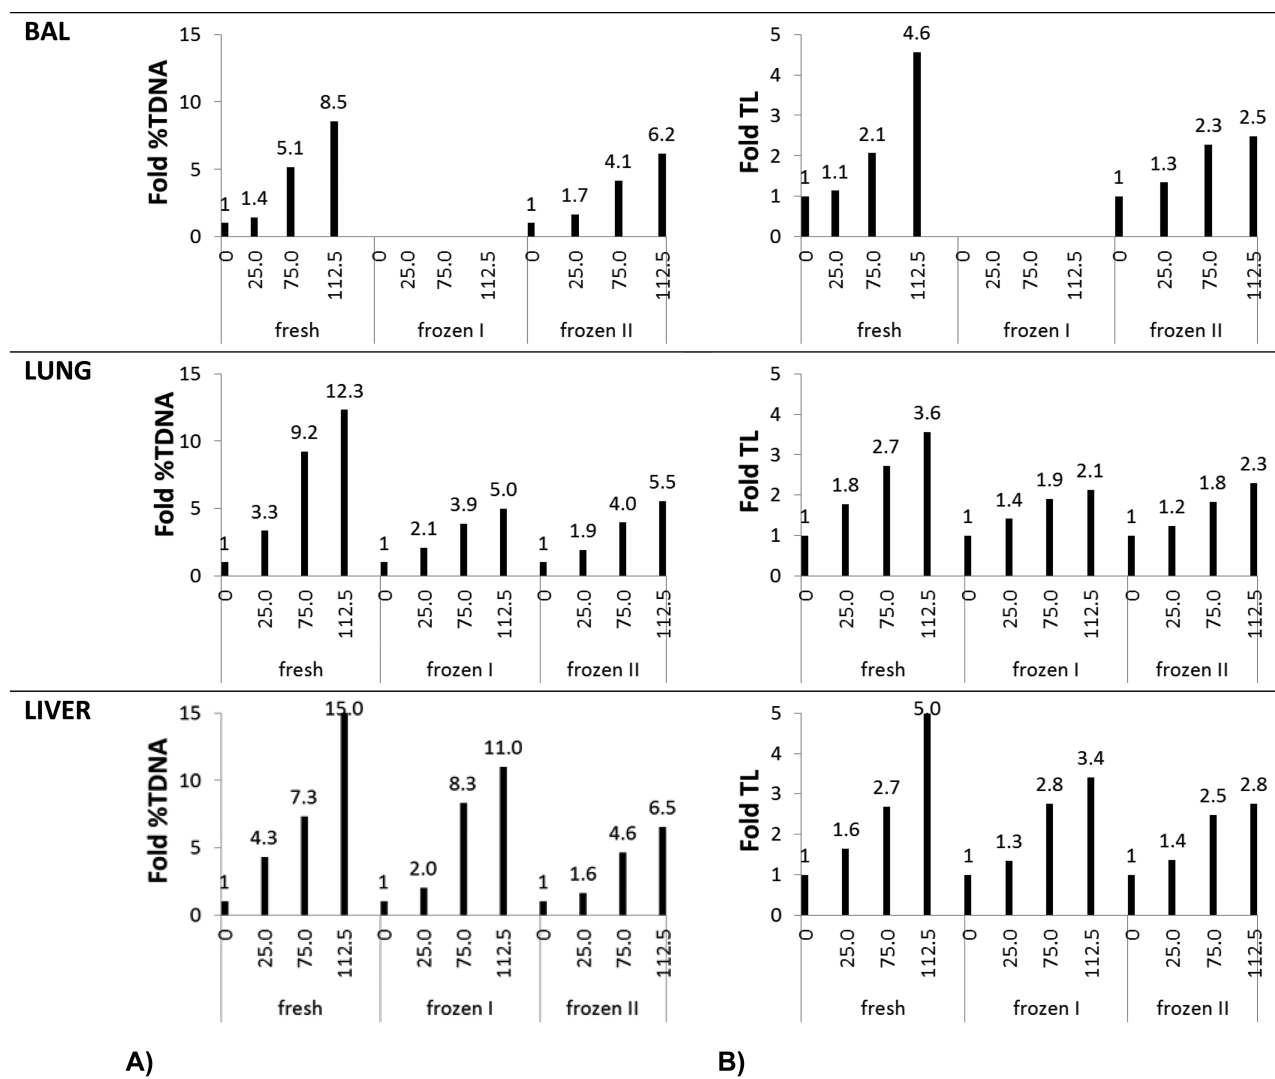 BAL
Fold %TDNA
15
10
5
0
1 1.4 5.1 8.5
1 1.7 4.1 6.2
0 25.0 75.0 112.5 0 25.0 75.0 112.5 0 25.0 75.0 112.5
fresh frozen I frozen II
Fold TL
5
4
3
2
1
0
1 1.1 2.1 4.6
1 1.3 2.3 2.5
0 25.0 75.0 112.5 0 25.0 75.0 112.5 0 25.0 75.0 112.5
fresh frozen I frozen II
LUNG
Fold %TDNA
15
10
5
0
1 3.3 9.2 12.3
1 2.1 3.9 5.0
1 1.9 4.0 5.5
0 25.0 75.0 112.5 0 25.0 75.0 112.5 0 25.0 75.0 112.5
fresh frozen I frozen II
Fold TL
5
4
3
2
1
0
1 1.8 2.7 3.6
1 1.4 1.9 2.1
1 1.2 1.8 2.3
0 25.0 75.0 112.5 0 25.0 75.0 112.5 0 25.0 75.0 112.5
fresh frozen I frozen II
LIVER
Fold %TDNA
15
10
5
0
1 4.3 7.3 15.0
1 2.0 8.3 11.0
1 1.6 4.6 6.5
0 25.0 75.0 112.5 0 25.0 75.0 112.5 0 25.0 75.0 112.5
fresh frozen I frozen II
Fold TL
5
4
3
2
1
0
1 1.6 2.7 5.0
1 1.3 2.8 3.4
1 1.4 2.5 2.8
0 25.0 75.0 112.5 0 25.0 75.0 112.5 0 25.0 75.0 112.5
fresh frozen I frozen II
A) B)